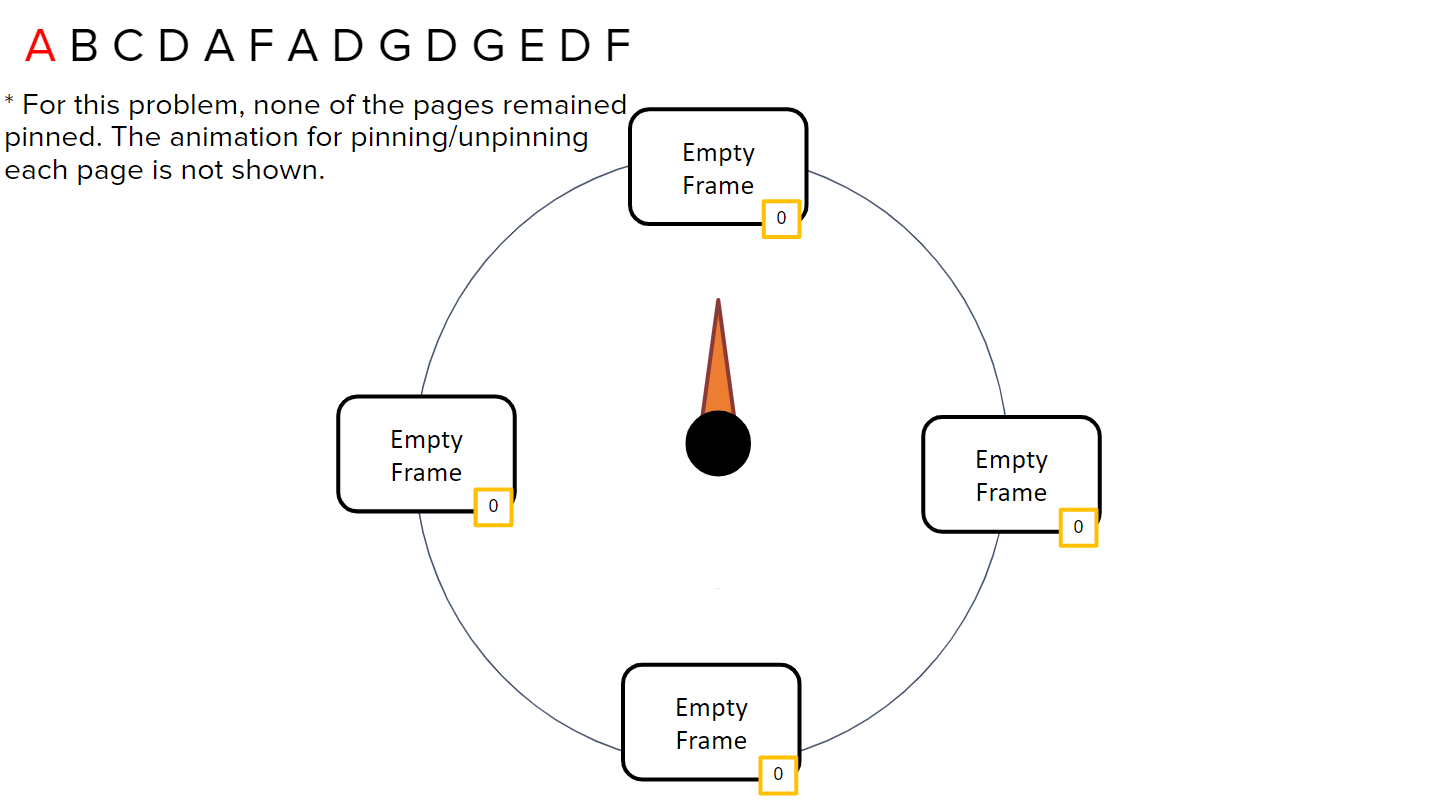 A B C D A F A D G D G E D F
* For this problem, none of the pages remained
pinned. The animation for pinning/unpinning
each page is not shown.
Empty
Frame
0
Empty
Frame
0
Empty
Frame
0
Empty
Frame
0